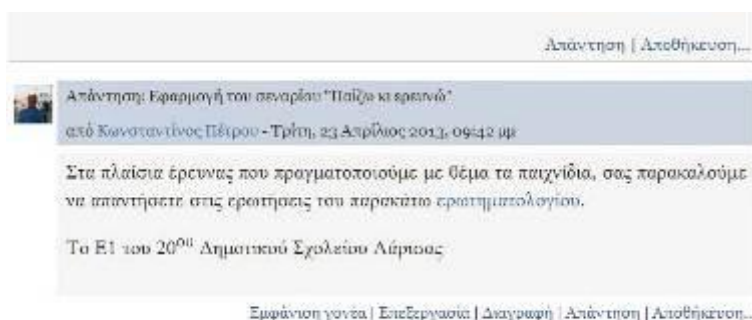 Απάντηση | Αποθήκευση...
Απάντηση: Εφαρμογή του σεναρίου "Παίζω κι ερευνώ"
από Κωνσταντίνος Πέτρου - Τρίτη, 23 Απρίλιος 2013, 09:42 μμ
Στα πλαίσια έρευνας που πραγματοποιούμε με θέμα τα παιχνίδια, σας παρακαλούμε
να απαντήσετε στις ερωτήσεις του παρακάτω ερωτηματολογίου.
Το Ε1 του 20ου Δημοτικού Σχολείου Λάρισας
Εμφάνιση γονέα | Επεξεργασία | Διαγραφή | Απάντηση | Αποθήκευση...